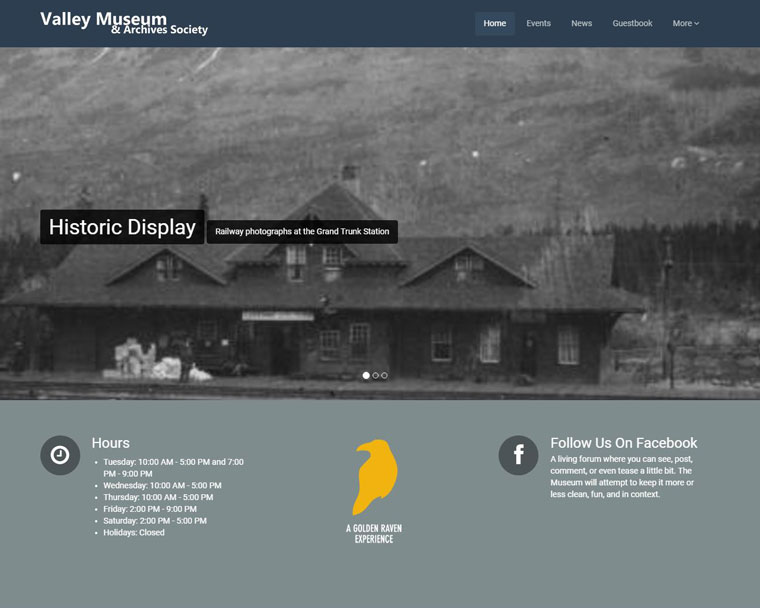 Valley Museum
& Archives Society
Home
Events
News
Guestbook
More
Historic Display
Railway photographs at the Grand Trunk Station
Hours
Tuesday: 10:00 AM - 5:00 PM and 7:00
PM - 9:00 PM
Wednesday: 10:00 AM - 5:00 PM
Thursday: 10:00 AM - 5:00 PM
Friday: 2:00 PM - 9:00 PM
Saturday: 2:00 PM - 5:00 PM
Holidays: Closed
A GOLDEN RAVEN
EXPERIENCE
Follow Us On Facebook
A living forum where you can see, post,
comment, or even tease a little bit. The
Museum will attempt to keep it more or
less clean, fun, and in context.